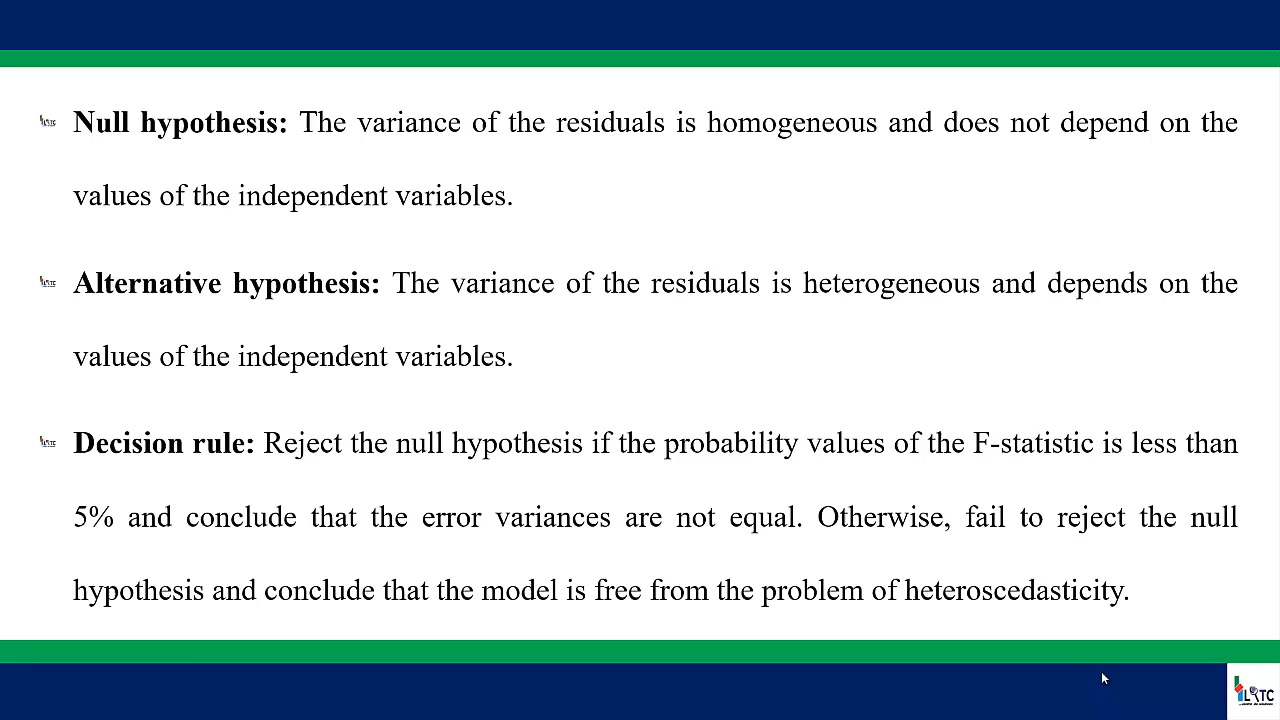 Null hypothesis: The variance of the residuals is homogeneous and does not depend on the
values of the independent variables.
Alternative hypothesis: The variance of the residuals is heterogeneous and depends on the
values of the independent variables.
Decision rule: Reject the null hypothesis if the probability values of the F-statistic is less than
5% and conclude that the error variances are not equal. Otherwise, fail to reject the null
hypothesis and conclude that the model is free from the problem of heteroscedasticity.